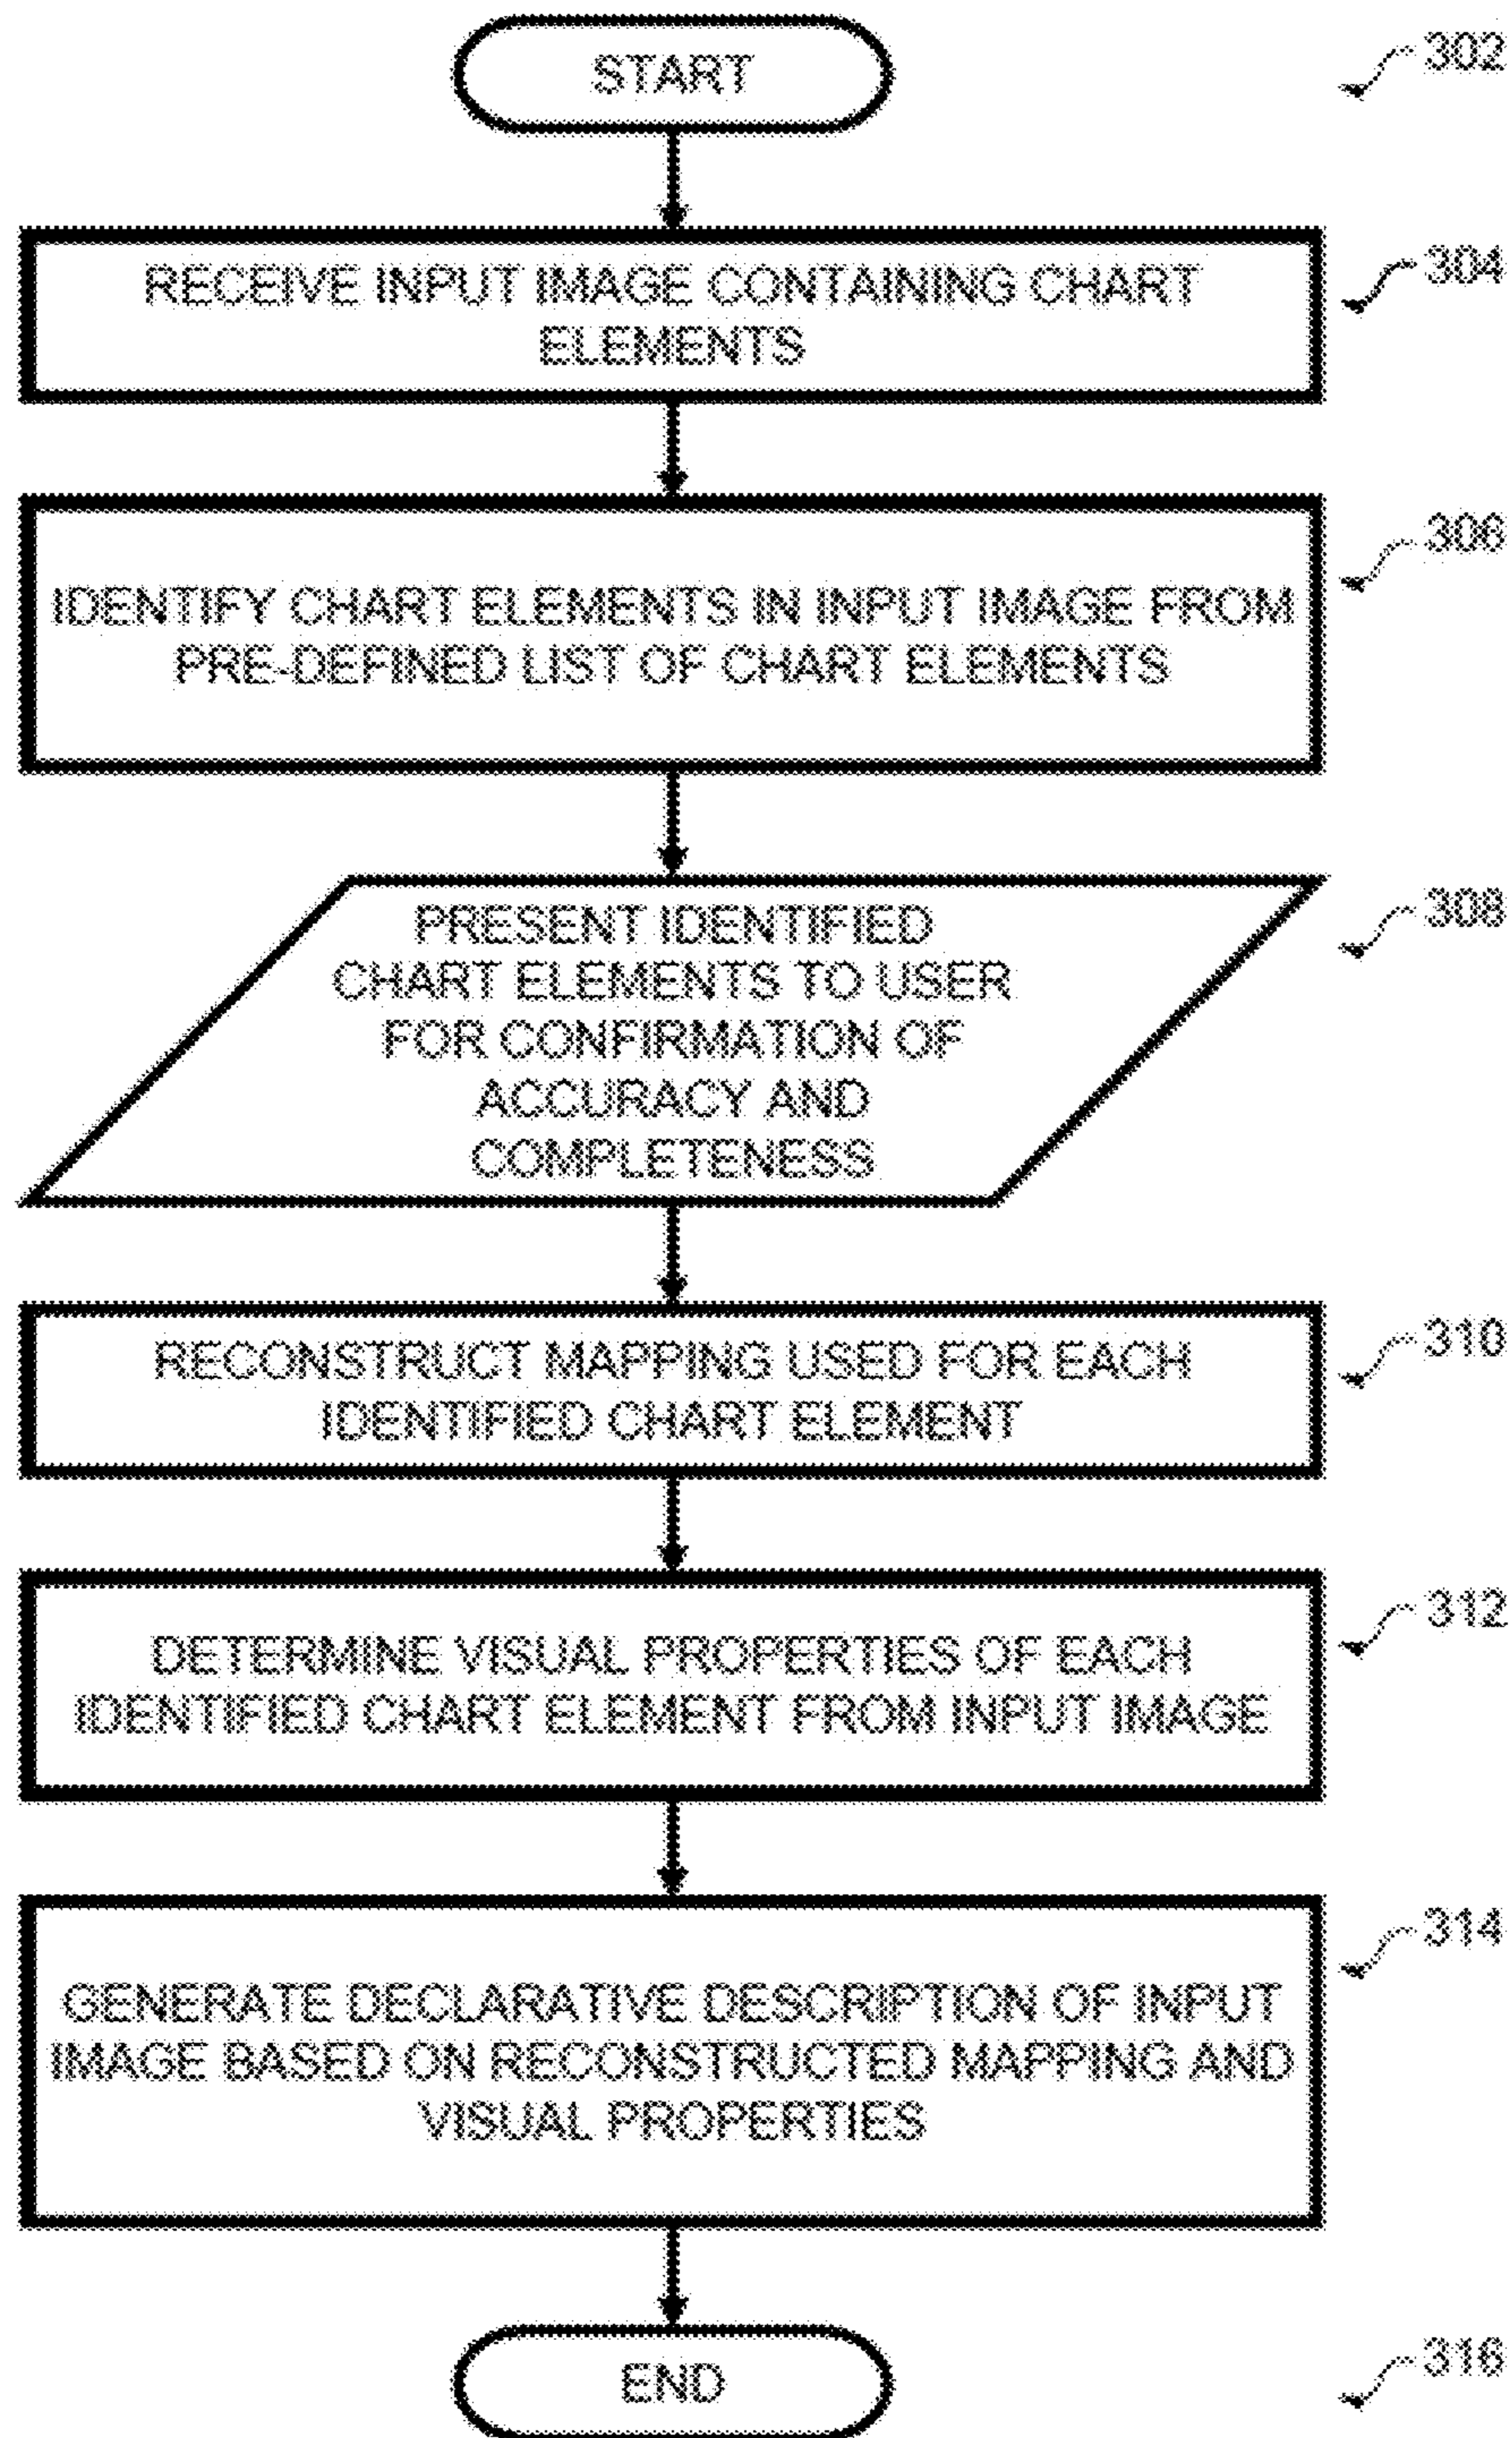 START
302
RECEIVE INPUT IMAGE CONTAINING CHART
ELEMENTS
304
IDENTIFY CHART ELEMENTS IN INPUT IMAGE FROM
PRE-DEFINED LIST OF CHART ELEMENTS
306
PRESENT IDENTIFIED
CHART ELEMENTS TO USER
FOR CONFIRMATION OF
ACCURACY AND
COMPLETENESS
308
RECONSTRUCT MAPPING USED FOR EACH
IDENTIFIED CHART ELEMENT
310
DETERMINE VISUAL PROPERTIES OF EACH
IDENTIFIED CHART ELEMENT FROM INPUT IMAGE
312
GENERATE DECLARATIVE DESCRIPTION OF INPUT
IMAGE BASED ON RECONSTRUCTED MAPPING AND
VISUAL PROPERTIES
314
END
316